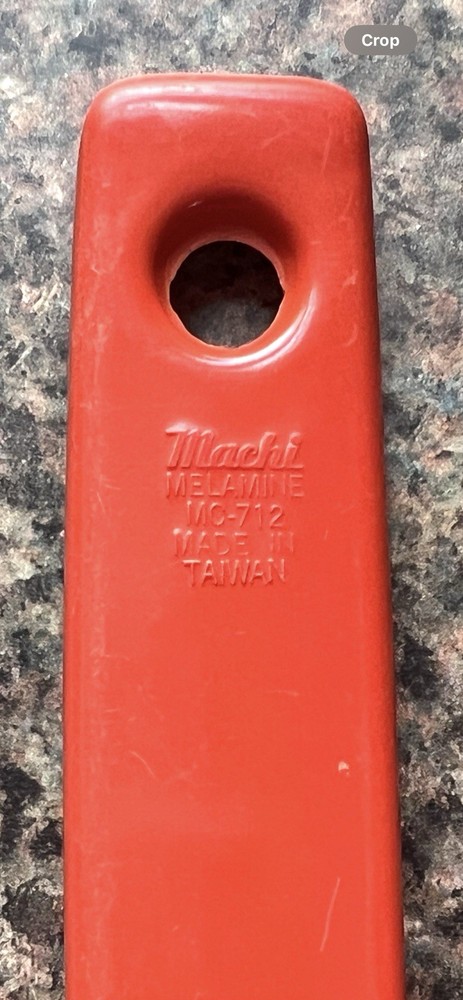 Crop
Machi
MELAMINE
MC-712
MADE IN
TAIWAN